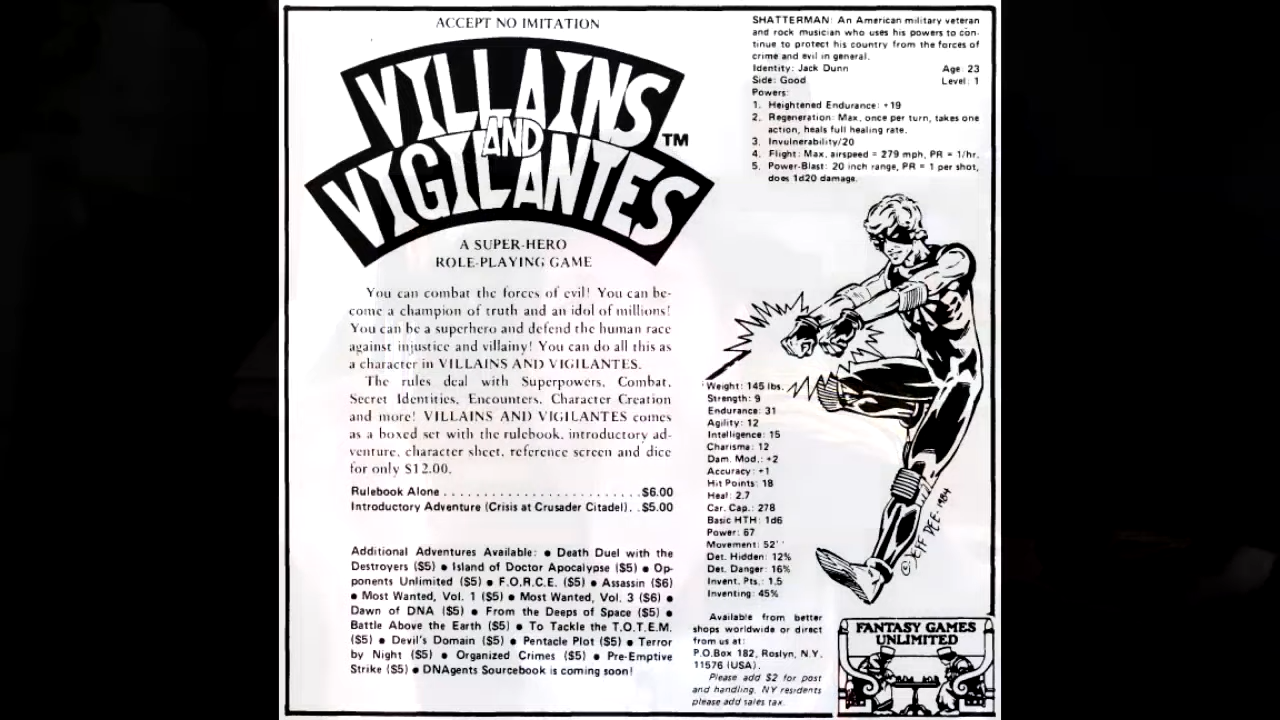 ACCEPT NO IMITATION
VILLAINS
AND
VIGILANTES
TM
A SUPER-HERO
ROLE-PLAYING GAME
You can combat the forces of evil! You can be-
come a champion of truth and an idol of millions!
You can be a superhero and defend the human race
against injustice and villainy! You can do all this as
a character in VILLAINS AND VIGILANTES.
The rules deal with Superpowers, Combat,
Secret Identities, Encounters, Character Creation
and more! VILLAINS AND VIGILANTES comes
as a boxed set with the rulebook, introductory ad-
venture, character sheet, reference screen and dice
for only $12.00.
Rulebook Alone . . . . . . . . . . . . . . . . . . . . . . . . . . . $6.00
Introductory Adventure (Crisis at Crusader Citadel). . $5.00
Additional Adventures Available: ● Death Duel with the
Destroyers ($5) ● Island of Doctor Apocalypse ($5) ● Op-
ponents Unlimited ($5) ● F.O.R.C.E. ($5) ● Assassin ($6)
● Most Wanted, Vol. 1 ($5) ● Most Wanted, Vol. 3 ($6) ●
Dawn of DNA ($5) ● From the Deeps of Space ($5) ●
Battle Above the Earth ($5) ● To Tackle the T.O.T.E.M.
($5) ● Devil's Domain ($5) ● Pentacle Plot ($5) ● Terror
by Night ($5) ● Organized Crimes ($5) ● Pre-Emptive
Strike ($5) ● DNAgents Sourcebook is coming soon!
SHATTERMAN: An American military veteran
and rock musician who uses his powers to con-
tinue to protect his country from the forces of
crime and evil in general.
Identity: Jack Dunn Age: 23
Side: Good Level: 1
Powers:
1. Heightened Endurance: +19
2. Regeneration: Max. once per turn, takes one
action, heals full healing rate.
3. Invulnerability/20
4. Flight: Max. airspeed = 279 mph, PR = 1/hr.
5. Power-Blast: 20 inch range, PR = 1 per shot,
does 1d20 damage.
Weight: 145 lbs.
Strength: 9
Endurance: 31
Agility: 12
Intelligence: 15
Charisma: 12
Dam. Mod.: +2
Accuracy: +1
Hit Points: 18
Heal: 2.7
Car. Cap.: 278
Basic HTH: 1d6
Power: 67
Movement: 52''
Det. Hidden: 12%
Det. Danger: 16%
Invent. Pts.: 1.5
Inventing: 45%
© JEFF DEE · 1984
Available from better
shops worldwide or direct
from us at:
P.O.Box 182, Roslyn, N.Y.
11576 (USA).
Please add $2 for post
and handling. NY residents
please add sales tax.
FANTASY GAMES
UNLIMITED